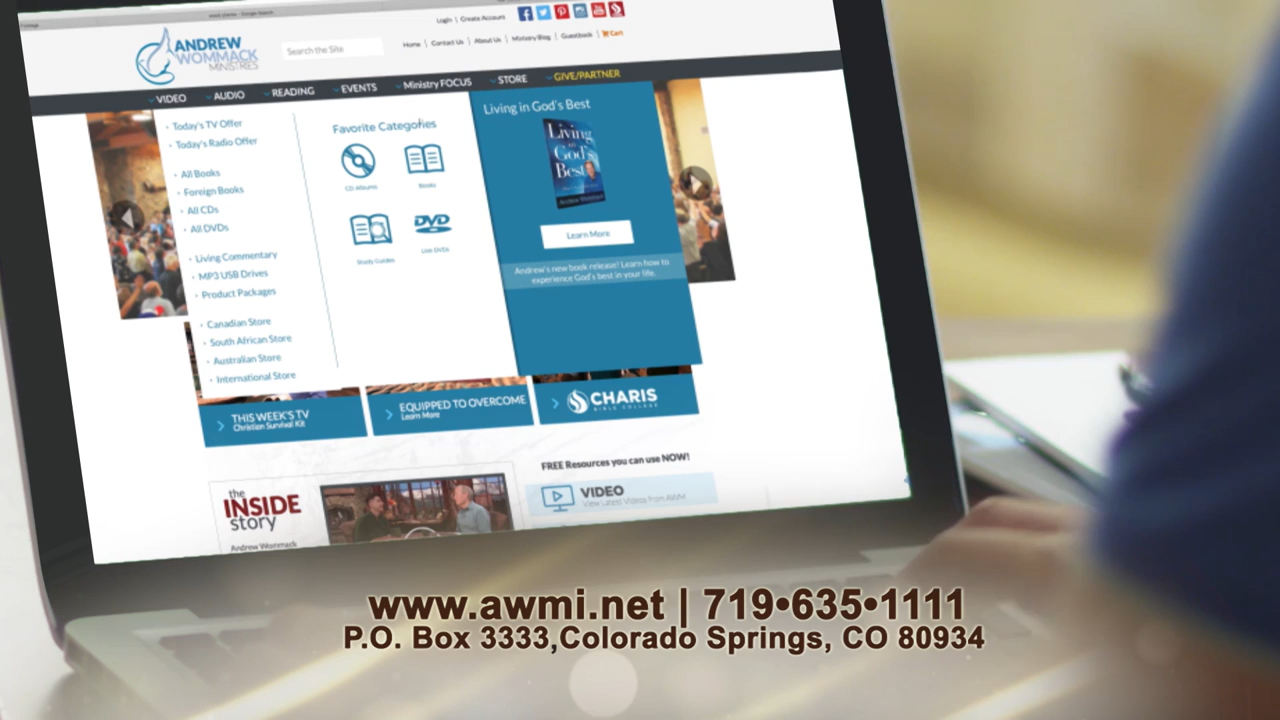 Login | Create Account
ANDREW
WOMMACK
MINISTRIES
Search the Site
Home | Contact Us | About Us | Ministry Blog | Guestbook | Cart
VIDEO AUDIO READING EVENTS Ministry FOCUS STORE GIVE/PARTNER
Today's TV Offer
Today's Radio Offer
All Books
Foreign Books
All CDs
All DVDs
Living Commentary
MP3 USB Drives
Product Packages
Canadian Store
South African Store
Australian Store
International Store
Favorite Categories
CD Albums
Books
Study Guides
DVD
Live DVDs
Living in God's Best
Living
in
God's
Best
Andrew Wommack
Learn More
Andrew's new book release! Learn how to
experience God's best in your life.
THIS WEEK'S TV
Christian Survival Kit
EQUIPPED TO OVERCOME
Learn More
CHARIS
BIBLE COLLEGE
the
INSIDE
story
Andrew Wommack
FREE Resources you can use NOW!
VIDEO
View Latest Videos From AWM
www.awmi.net | 719•635•1111
P.O. Box 3333,Colorado Springs, CO 80934